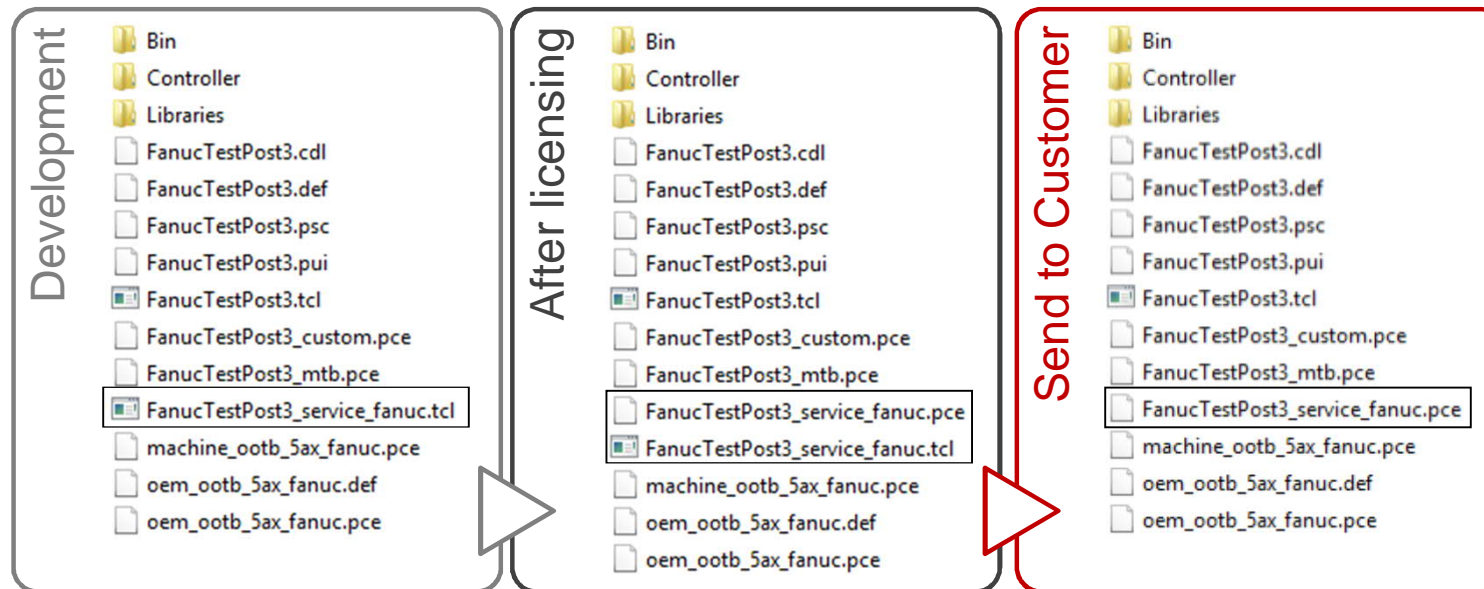 Development
Bin
Controller
Libraries
FanucTestPost3.cdl
FanucTestPost3.def
FanucTestPost3.psc
FanucTestPost3.pui
FanucTestPost3.tcl
FanucTestPost3_custom.pce
FanucTestPost3_mtb.pce
FanucTestPost3_service_fanuc.tcl
machine_ootb_5ax_fanuc.pce
oem_ootb_5ax_fanuc.def
oem_ootb_5ax_fanuc.pce
After licensing
Bin
Controller
Libraries
FanucTestPost3.cdl
FanucTestPost3.def
FanucTestPost3.psc
FanucTestPost3.pui
FanucTestPost3.tcl
FanucTestPost3_custom.pce
FanucTestPost3_mtb.pce
FanucTestPost3_service_fanuc.pce
FanucTestPost3_service_fanuc.tcl
machine_ootb_5ax_fanuc.pce
oem_ootb_5ax_fanuc.def
oem_ootb_5ax_fanuc.pce
Send to Customer
Bin
Controller
Libraries
FanucTestPost3.cdl
FanucTestPost3.def
FanucTestPost3.psc
FanucTestPost3.pui
FanucTestPost3.tcl
FanucTestPost3_custom.pce
FanucTestPost3_mtb.pce
FanucTestPost3_service_fanuc.pce
machine_ootb_5ax_fanuc.pce
oem_ootb_5ax_fanuc.def
oem_ootb_5ax_fanuc.pce